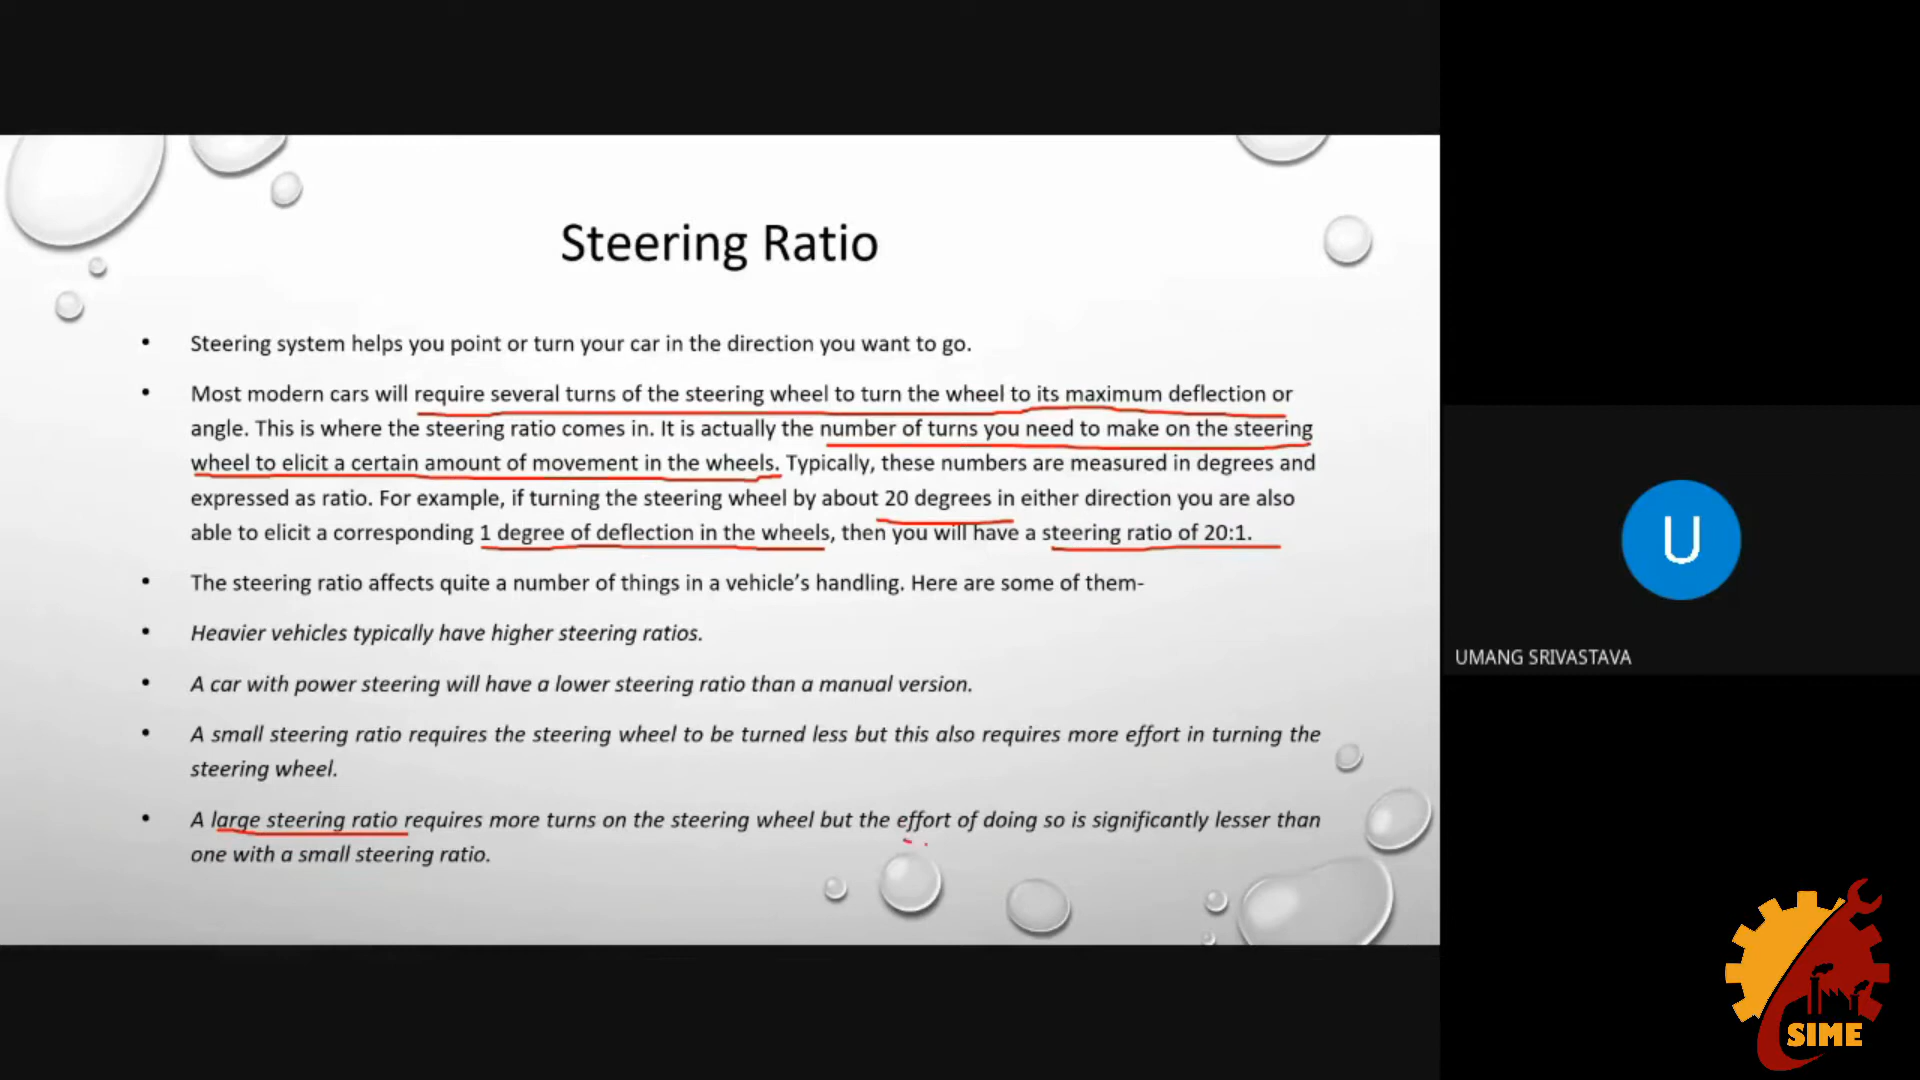 Steering Ratio
• Steering system helps you point or turn your car in the direction you want to go.
• Most modern cars will require several turns of the steering wheel to turn the wheel to its maximum deflection or
angle. This is where the steering ratio comes in. It is actually the number of turns you need to make on the steering
wheel to elicit a certain amount of movement in the wheels. Typically, these numbers are measured in degrees and
expressed as ratio. For example, if turning the steering wheel by about 20 degrees in either direction you are also
able to elicit a corresponding 1 degree of deflection in the wheels, then you will have a steering ratio of 20:1.
• The steering ratio affects quite a number of things in a vehicle’s handling. Here are some of them-
• Heavier vehicles typically have higher steering ratios.
• A car with power steering will have a lower steering ratio than a manual version.
• A small steering ratio requires the steering wheel to be turned less but this also requires more effort in turning the
steering wheel.
• A large steering ratio requires more turns on the steering wheel but the effort of doing so is significantly lesser than
one with a small steering ratio.
U
UMANG SRIVASTAVA
SIME